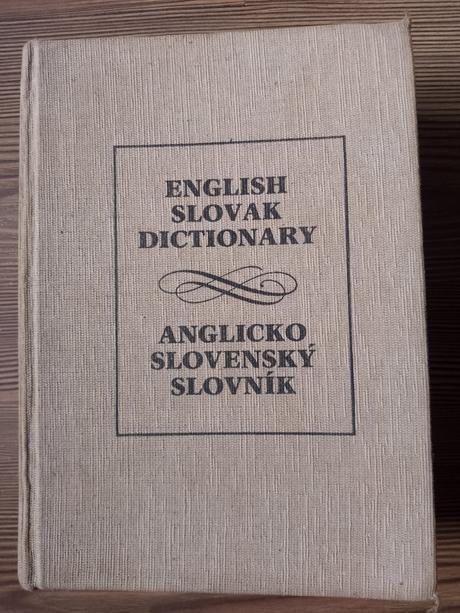 ENGLISH
SLOVAK
DICTIONARY
ANGLICKO
SLOVENSKÝ
SLOVNÍK